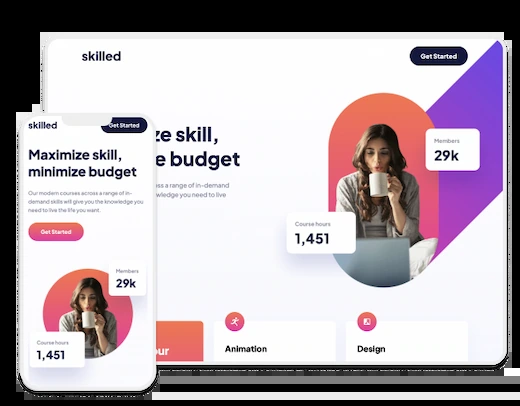 skilled
Get Started
ze skill,
e budget
oss a range of in-demand
wledge you need to live
Members
29k
Course hours
1,451
our
Animation
Design
skilled
Get Started
Maximize skill,
minimize budget
Our modern courses across a range of in-
demand skills will give you the knowledge you
need to live the life you want.
Get Started
Members
29k
Course hours
1,451